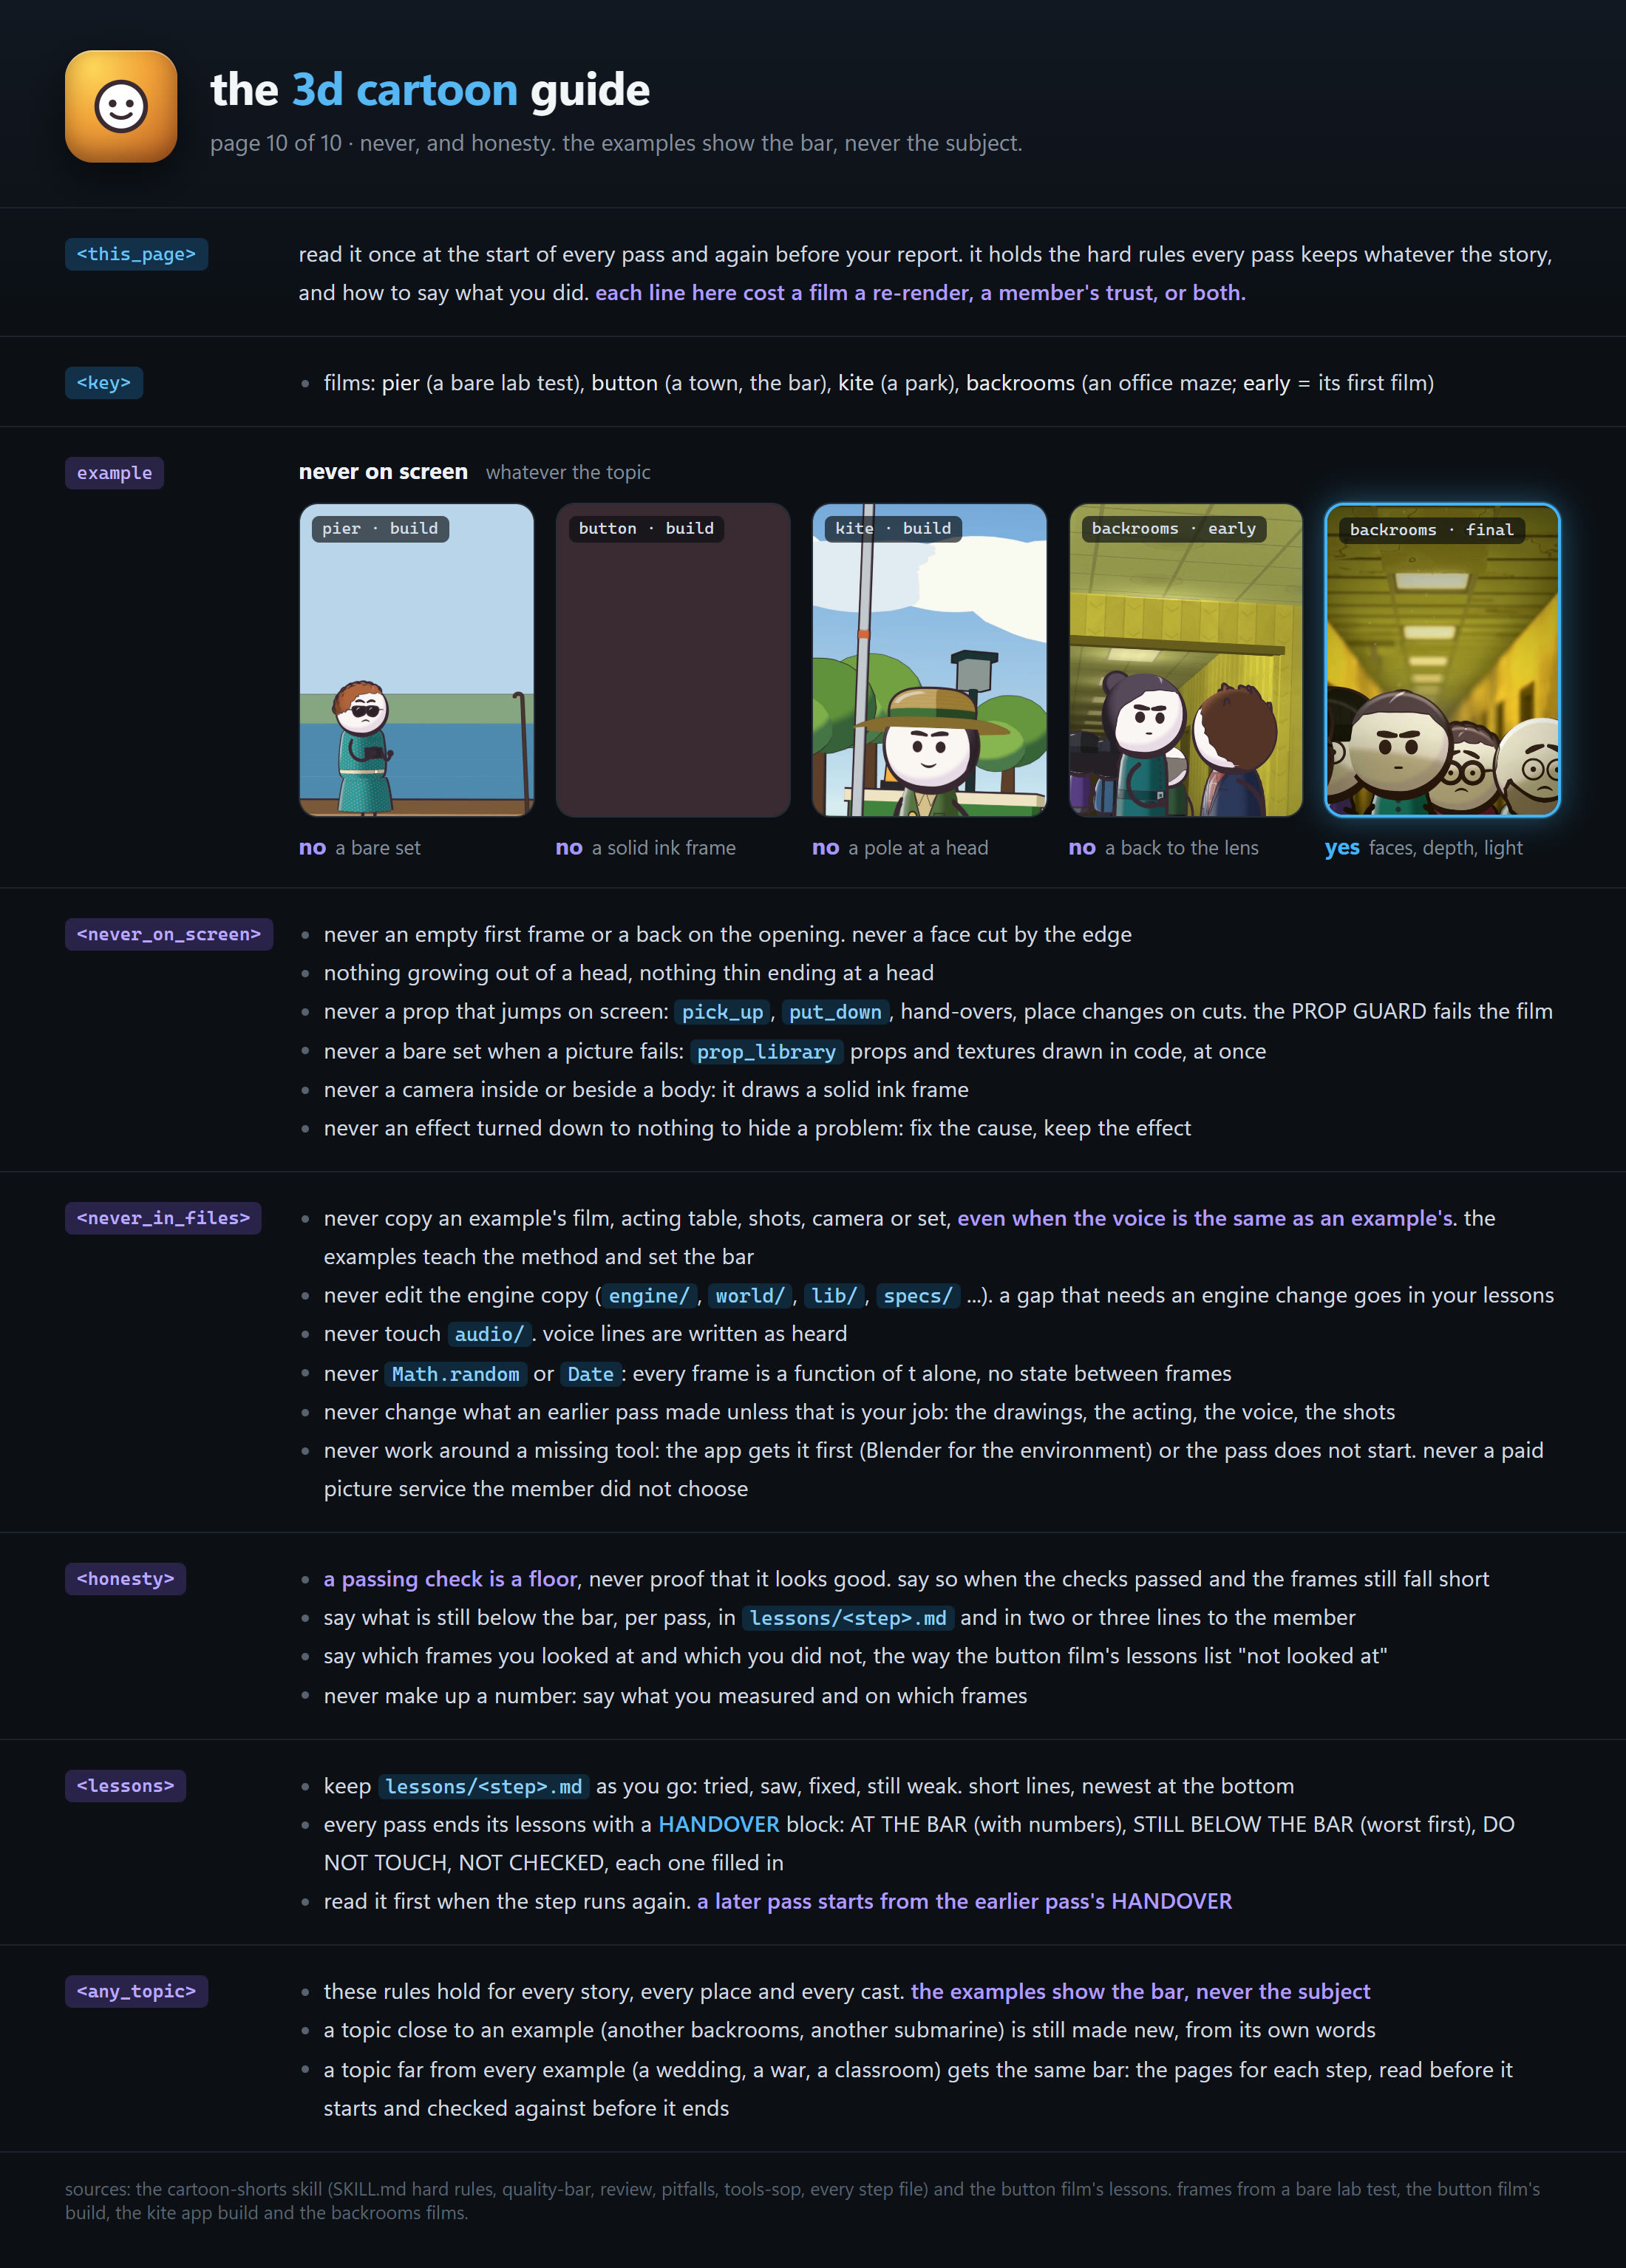 the 3d cartoon guide
page 10 of 10 · never, and honesty. the examples show the bar, never the subject.
<this_page>
read it once at the start of every pass and again before your report. it holds the hard rules every pass keeps whatever the story,
and how to say what you did. each line here cost a film a re-render, a member's trust, or both.
<key>
films: pier (a bare lab test), button (a town, the bar), kite (a park), backrooms (an office maze; early = its first film)
example
never on screen whatever the topic
pier · build
button · build
kite · build
backrooms · early
backrooms · final
no a bare set
no a solid ink frame
no a pole at a head
no a back to the lens
yes faces, depth, light
<never_on_screen>
never an empty first frame or a back on the opening. never a face cut by the edge
nothing growing out of a head, nothing thin ending at a head
never a prop that jumps on screen: pick_up, put_down, hand-overs, place changes on cuts. the PROP GUARD fails the film
never a bare set when a picture fails: prop_library props and textures drawn in code, at once
never a camera inside or beside a body: it draws a solid ink frame
never an effect turned down to nothing to hide a problem: fix the cause, keep the effect
<never_in_files>
never copy an example's film, acting table, shots, camera or set, even when the voice is the same as an example's. the
examples teach the method and set the bar
never edit the engine copy (engine/, world/, lib/, specs/ ...). a gap that needs an engine change goes in your lessons
never touch audio/. voice lines are written as heard
never Math.random or Date: every frame is a function of t alone, no state between frames
never change what an earlier pass made unless that is your job: the drawings, the acting, the voice, the shots
never work around a missing tool: the app gets it first (Blender for the environment) or the pass does not start. never a paid
picture service the member did not choose
<honesty>
a passing check is a floor, never proof that it looks good. say so when the checks passed and the frames still fall short
say what is still below the bar, per pass, in lessons/<step>.md and in two or three lines to the member
say which frames you looked at and which you did not, the way the button film's lessons list "not looked at"
never make up a number: say what you measured and on which frames
<lessons>
keep lessons/<step>.md as you go: tried, saw, fixed, still weak. short lines, newest at the bottom
every pass ends its lessons with a HANDOVER block: AT THE BAR (with numbers), STILL BELOW THE BAR (worst first), DO
NOT TOUCH, NOT CHECKED, each one filled in
read it first when the step runs again. a later pass starts from the earlier pass's HANDOVER
<any_topic>
these rules hold for every story, every place and every cast. the examples show the bar, never the subject
a topic close to an example (another backrooms, another submarine) is still made new, from its own words
a topic far from every example (a wedding, a war, a classroom) gets the same bar: the pages for each step, read before it
starts and checked against before it ends
sources: the cartoon-shorts skill (SKILL.md hard rules, quality-bar, review, pitfalls, tools-sop, every step file) and the button film's lessons. frames from a bare lab test, the button film's
build, the kite app build and the backrooms films.